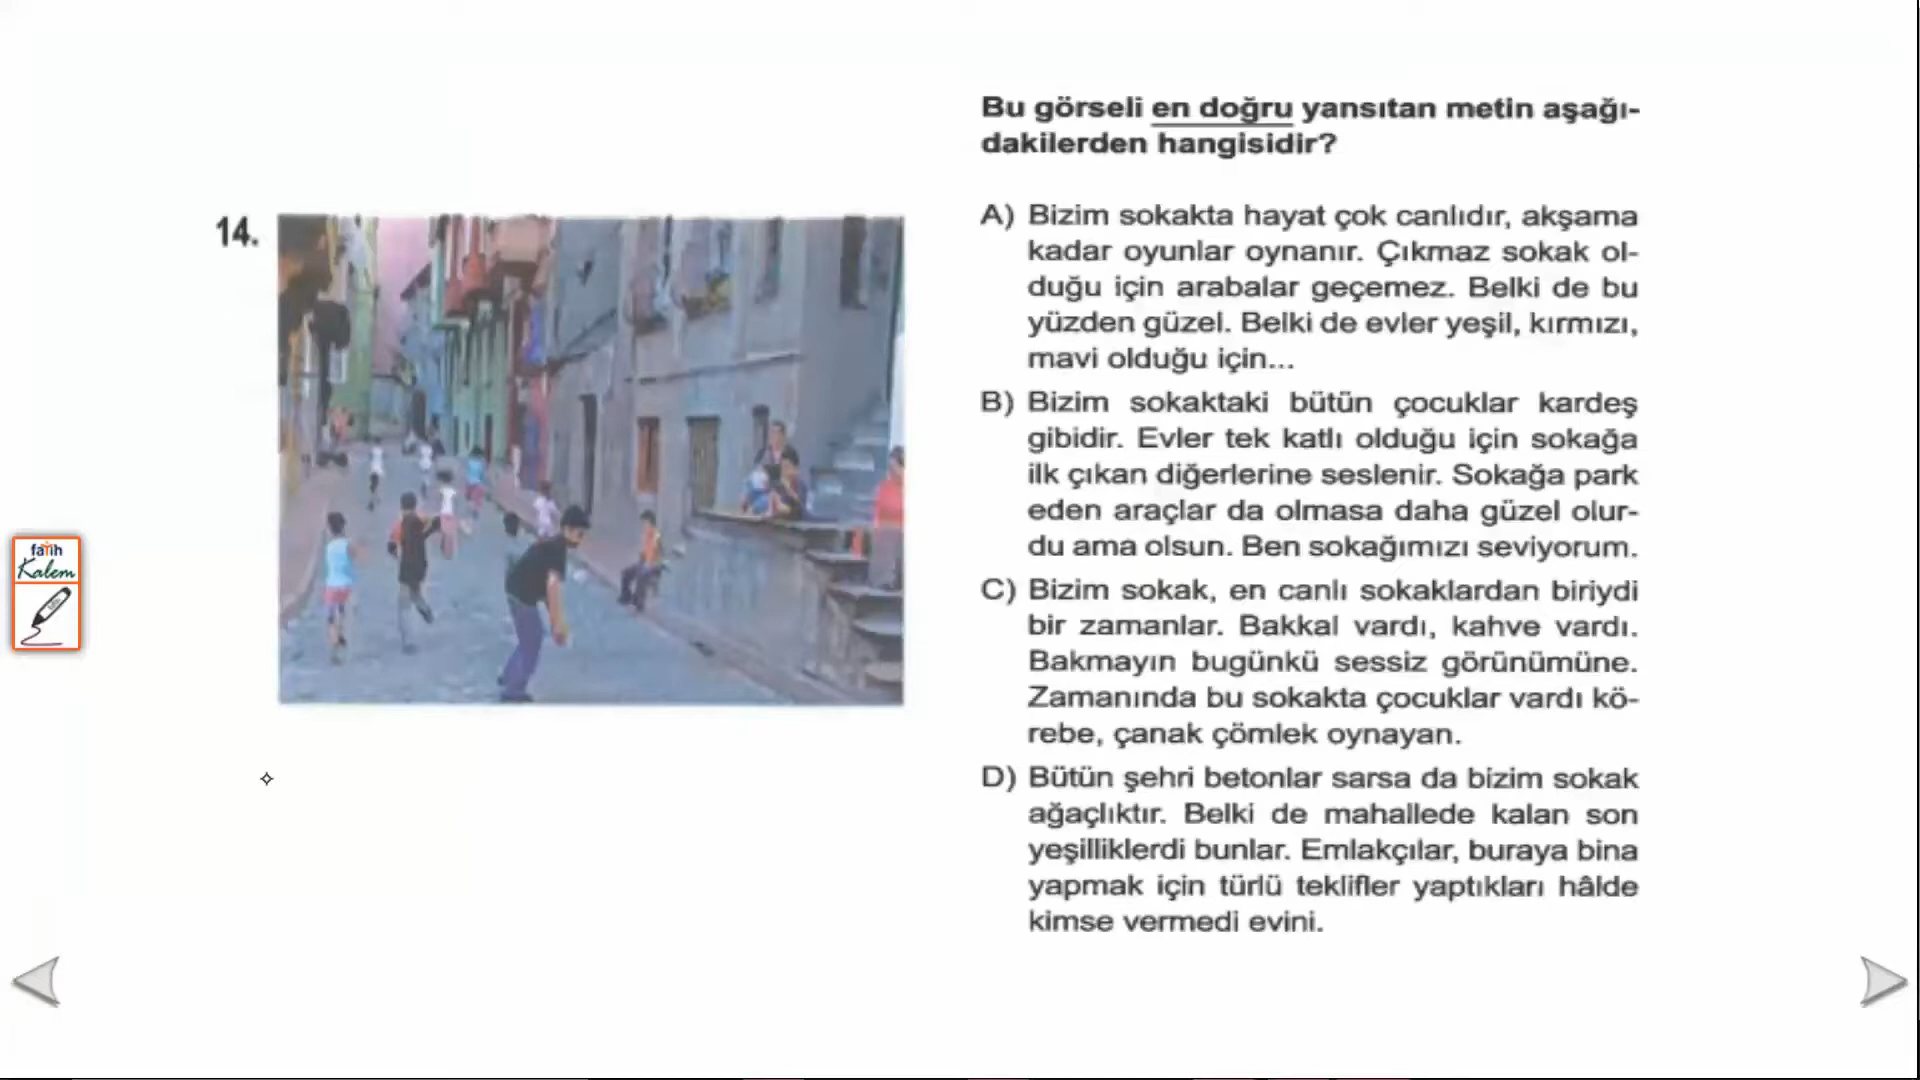 14.
Bu görseli en doğru yansıtan metin aşağı-
dakilerden hangisidir?
A) Bizim sokakta hayat çok canlıdır, akşama
kadar oyunlar oynanır. Çıkmaz sokak ol-
duğu için arabalar geçemez. Belki de bu
yüzden güzel. Belki de evler yeşil, kırmızı,
mavi olduğu için...
B) Bizim sokaktaki bütün çocuklar kardeş
gibidir. Evler tek katlı olduğu için sokağa
ilk çıkan diğerlerine seslenir. Sokağa park
eden araçlar da olmasa daha güzel olur-
du ama olsun. Ben sokağımızı seviyorum.
C) Bizim sokak, en canlı sokaklardan biriydi
bir zamanlar. Bakkal vardı, kahve vardı.
Bakmayın bugünkü sessiz görünümüne.
Zamanında bu sokakta çocuklar vardı kö-
rebe, çanak çömlek oynayan.
D) Bütün şehri betonlar sarsa da bizim sokak
ağaçlıktır. Belki de mahallede kalan son
yeşilliklerdi bunlar. Emlakçılar, buraya bina
yapmak için türlü teklifler yaptıkları hâlde
kimse vermedi evini.
fatih
Kalem